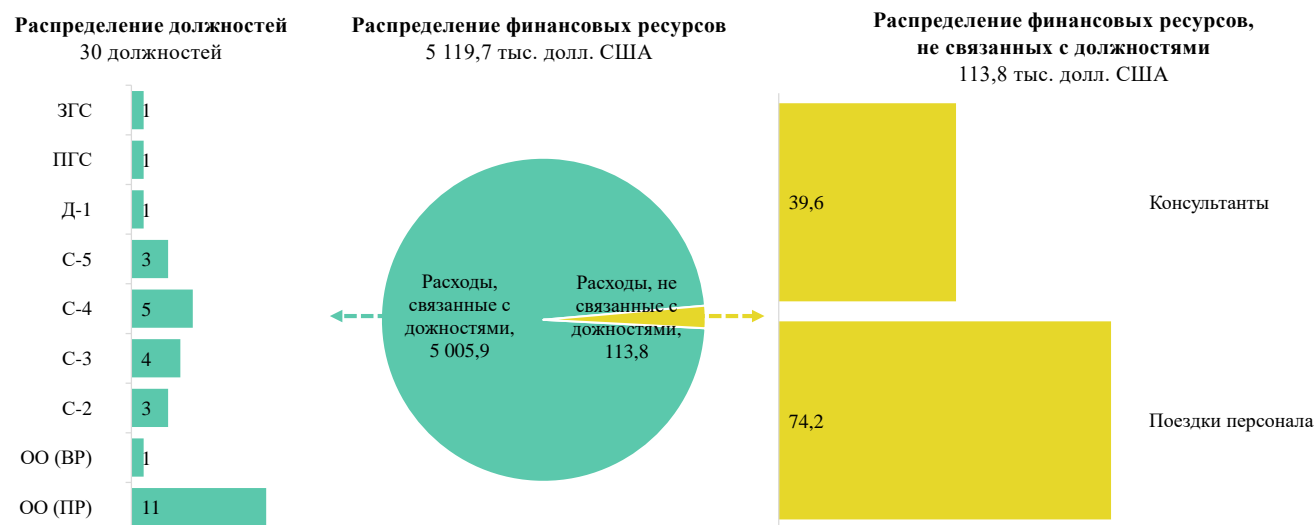 Распределение должностей
30 должностей
ЗГС
1
ПГС
1
Д-1
1
С-5
3
С-4
5
С-3
4
С-2
3
ОО (ВР)
1
ОО (ПР)
11
Распределение финансовых ресурсов
5 119,7 тыс. долл. США
Расходы,
связанные с
дожностями,
5 005,9
Расходы, не
связанные с
дожностями,
113,8
Распределение финансовых ресурсов,
не связанных с должностями
113,8 тыс. долл. США
39,6
Консультанты
74,2
Поездки персонала